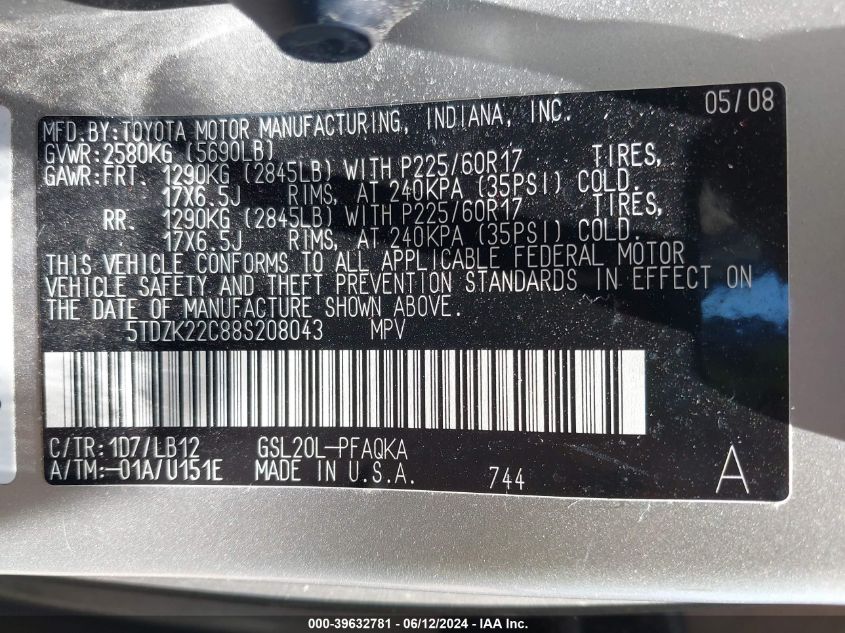 05/08
MFD.BY:TOYOTA MOTOR MANUFACTURING, INDIANA, INC.
GVWR:2580KG (5690LB)
GAWR:FRT. 1290KG (2845LB) WITH P225/60R17 TIRES,
17X6.5J RIMS, AT 240KPA (35PSI) COLD.
RR. 1290KG (2845LB) WITH P225/60R17 TIRES,
17X6.5J RIMS, AT 240KPA (35PSI) COLD.
THIS VEHICLE CONFORMS TO ALL APPLICABLE FEDERAL MOTOR
VEHICLE SAFETY AND THEFT PREVENTION STANDARDS IN EFFECT ON
THE DATE OF MANUFACTURE SHOWN ABOVE.
5TDZK22C88S208043 MPV
C/TR: 1D7/LB12 GSL20L-PFAQKA
A/TM:-01A/U151E MADE IN U.S.A. 744 A
000-39632781 - 06/12/2024 - IAA Inc.